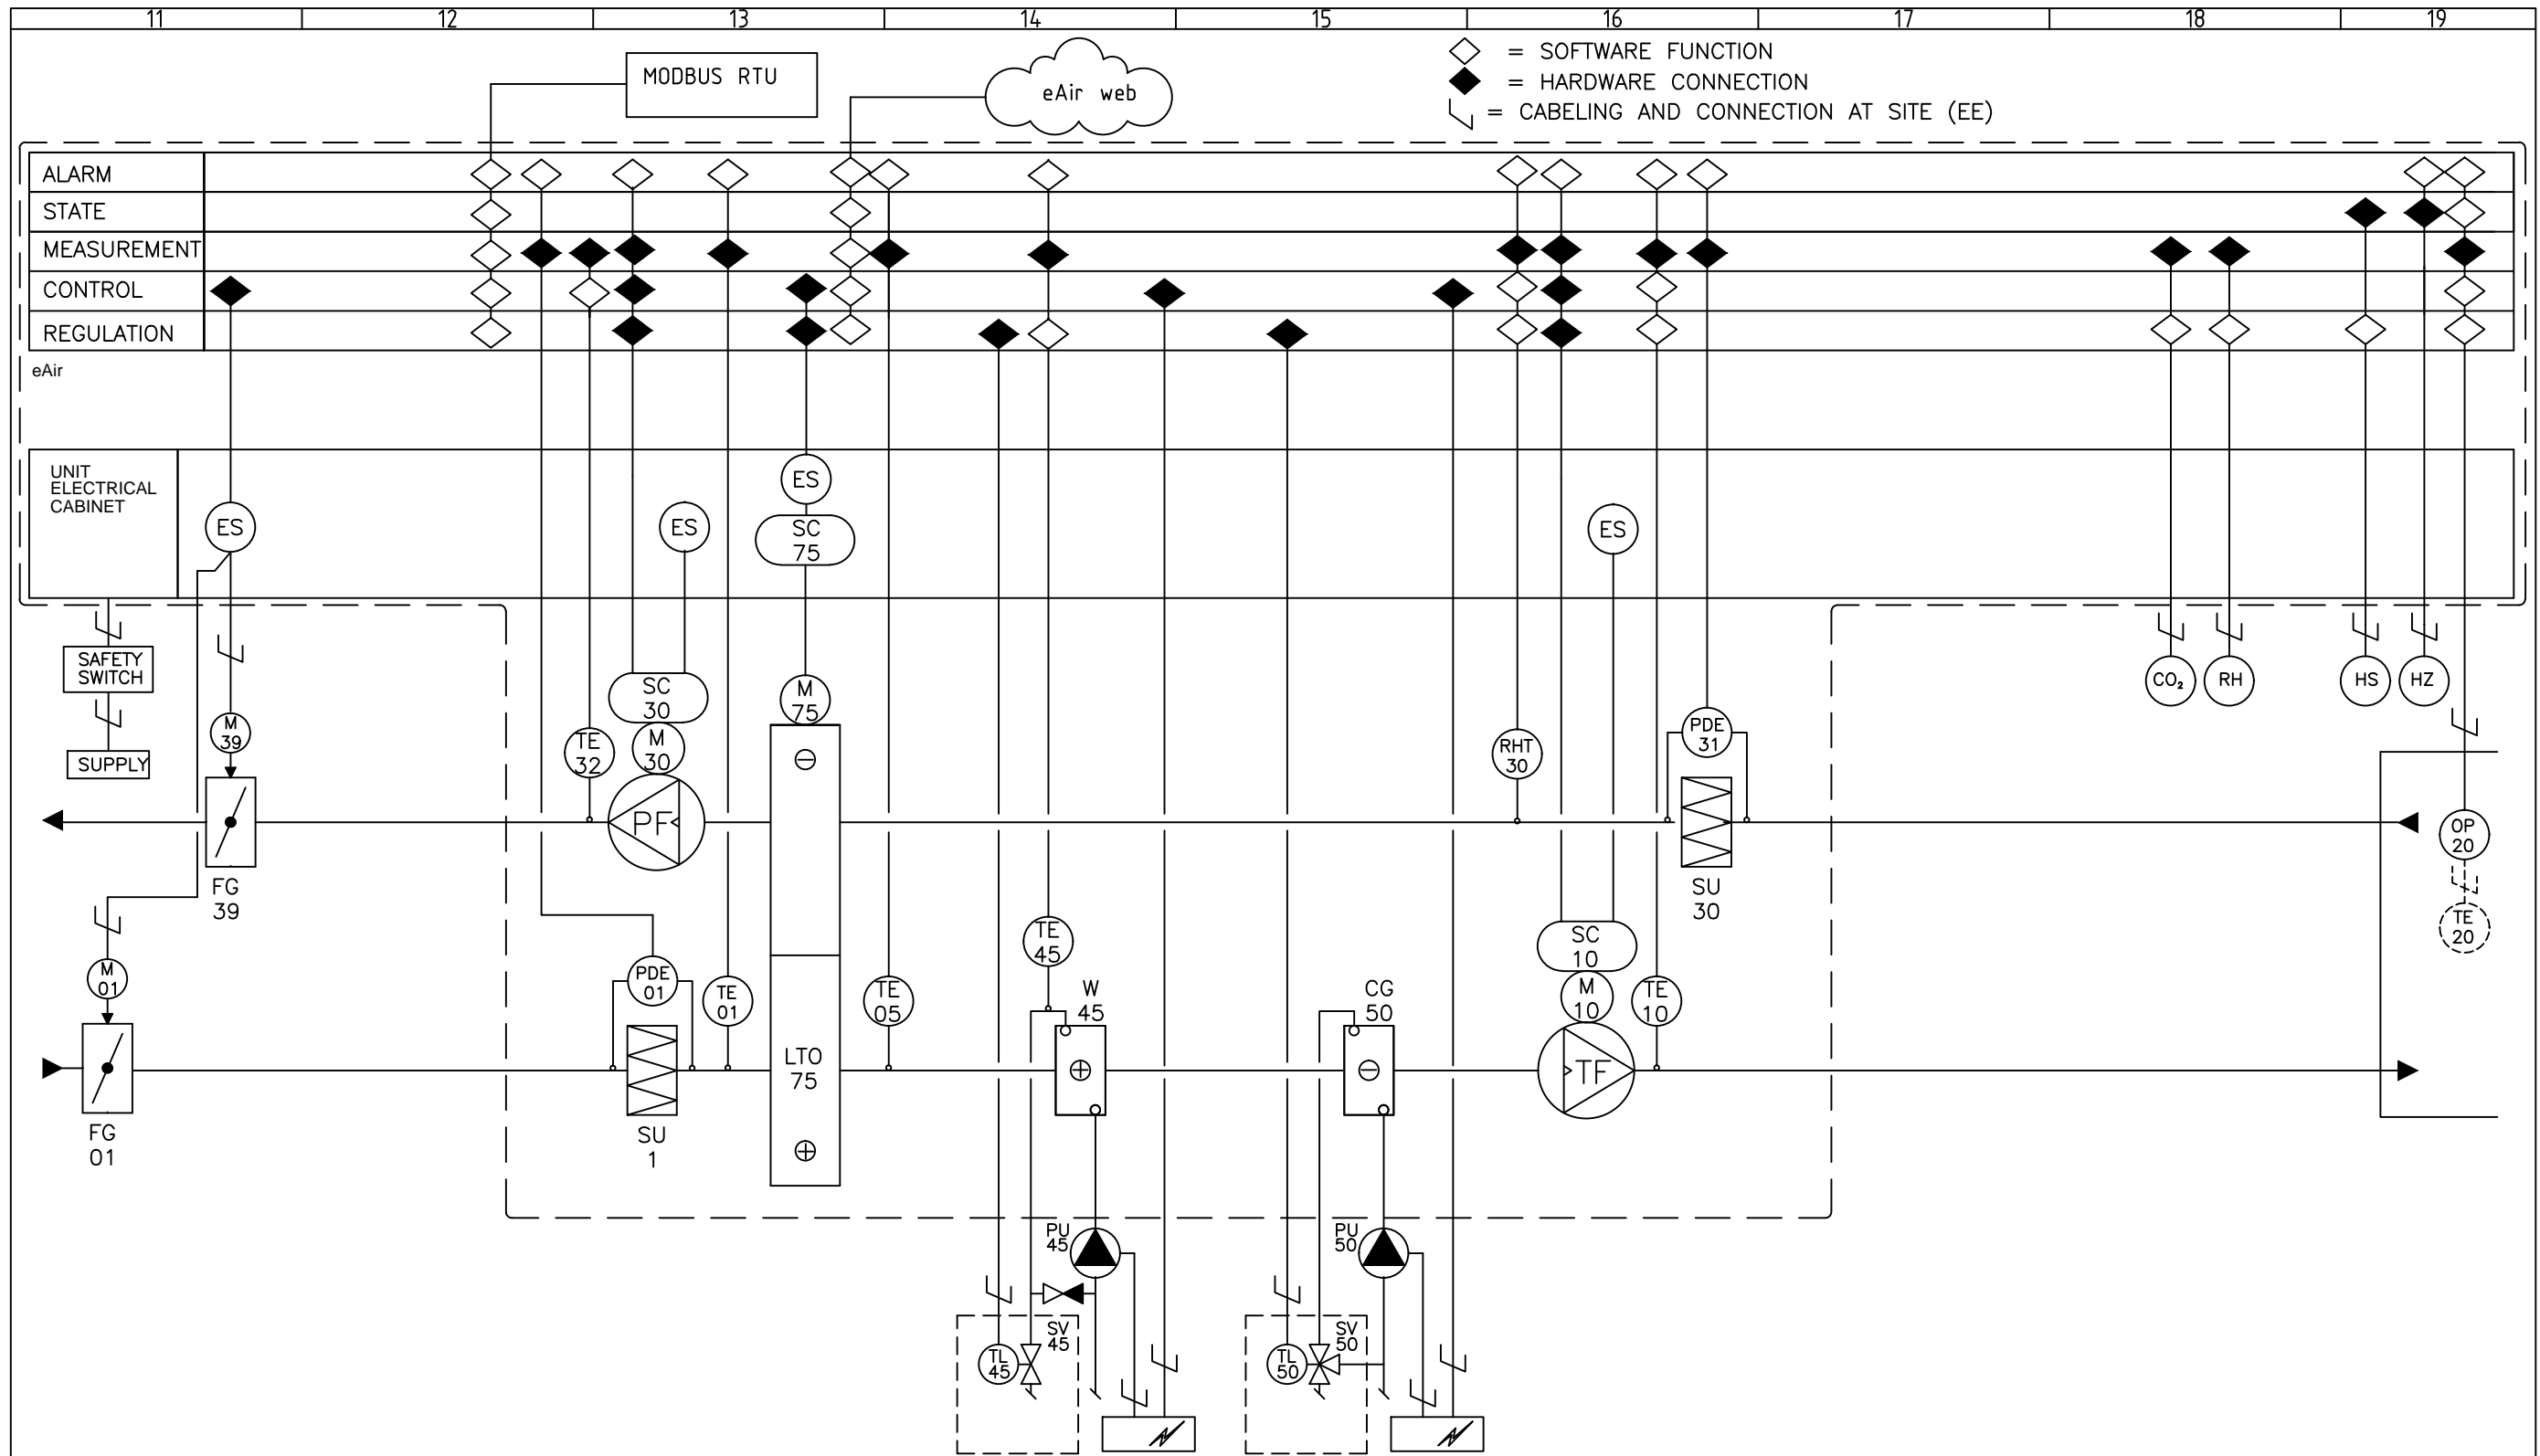 11 12 13 14 15 16 17 18 19
MODBUS RTU
eAir web
= SOFTWARE FUNCTION
= HARDWARE CONNECTION
= CABELING AND CONNECTION AT SITE (EE)
ALARM
STATE
MEASUREMENT
CONTROL
REGULATION
eAir
UNIT
ELECTRICAL
CABINET
ES
ES
ES
SC
75
ES
SAFETY
SWITCH
SUPPLY
M
39
TE
32
SC
30
M
30
M
75
RHT
30
PDE
31
CO₂
RH
HS
HZ
PF
FG
39
SU
30
OP
20
TE
20
M
01
PDE
01
TE
01
TE
05
TE
45
W
45
CG
50
SC
10
M
10
TE
10
LTO
75
TF
FG
01
SU
1
PU
45
PU
50
SV
45
TL
45
SV
50
TL
50